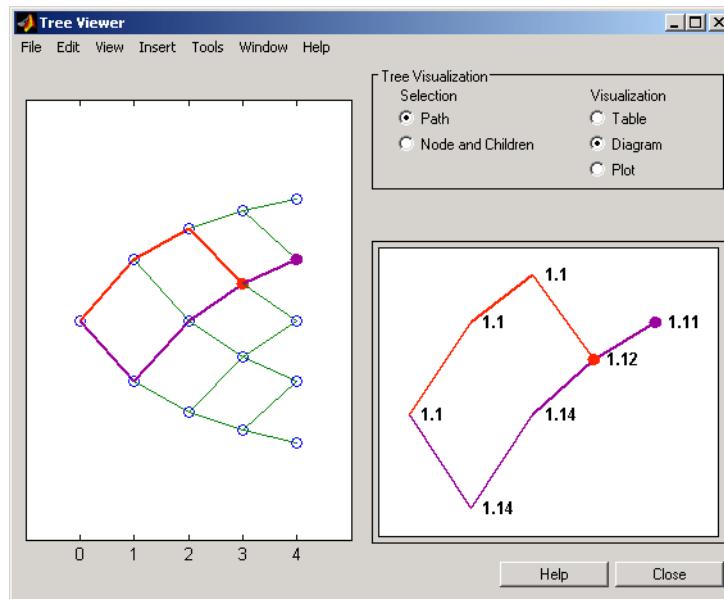 Tree Viewer
File Edit View Insert Tools Window Help
Tree Visualization
Selection Visualization
Path Table
Node and Children Diagram
Plot
1.1
1.1 1.11
1.12
1.1 1.14
1.14
0 1 2 3 4
Help Close